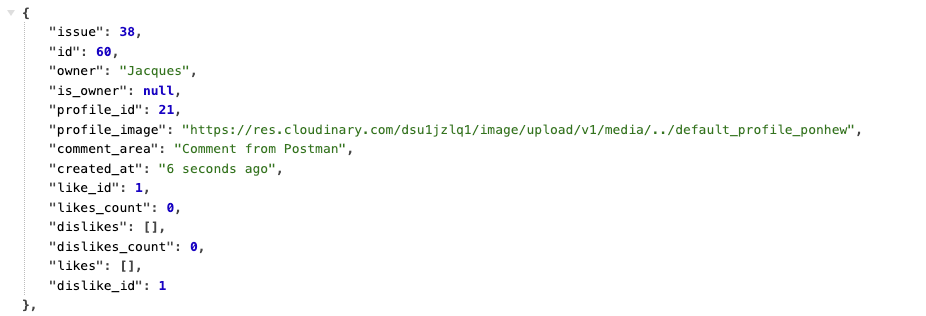 {
"issue": 38,
"id": 60,
"owner": "Jacques",
"is_owner": null,
"profile_id": 21,
"profile_image": "https://res.cloudinary.com/dsu1jzlq1/image/upload/v1/media/../default_profile_ponhew",
"comment_area": "Comment from Postman",
"created_at": "6 seconds ago",
"like_id": 1,
"likes_count": 0,
"dislikes": [],
"dislikes_count": 0,
"likes": [],
"dislike_id": 1
},